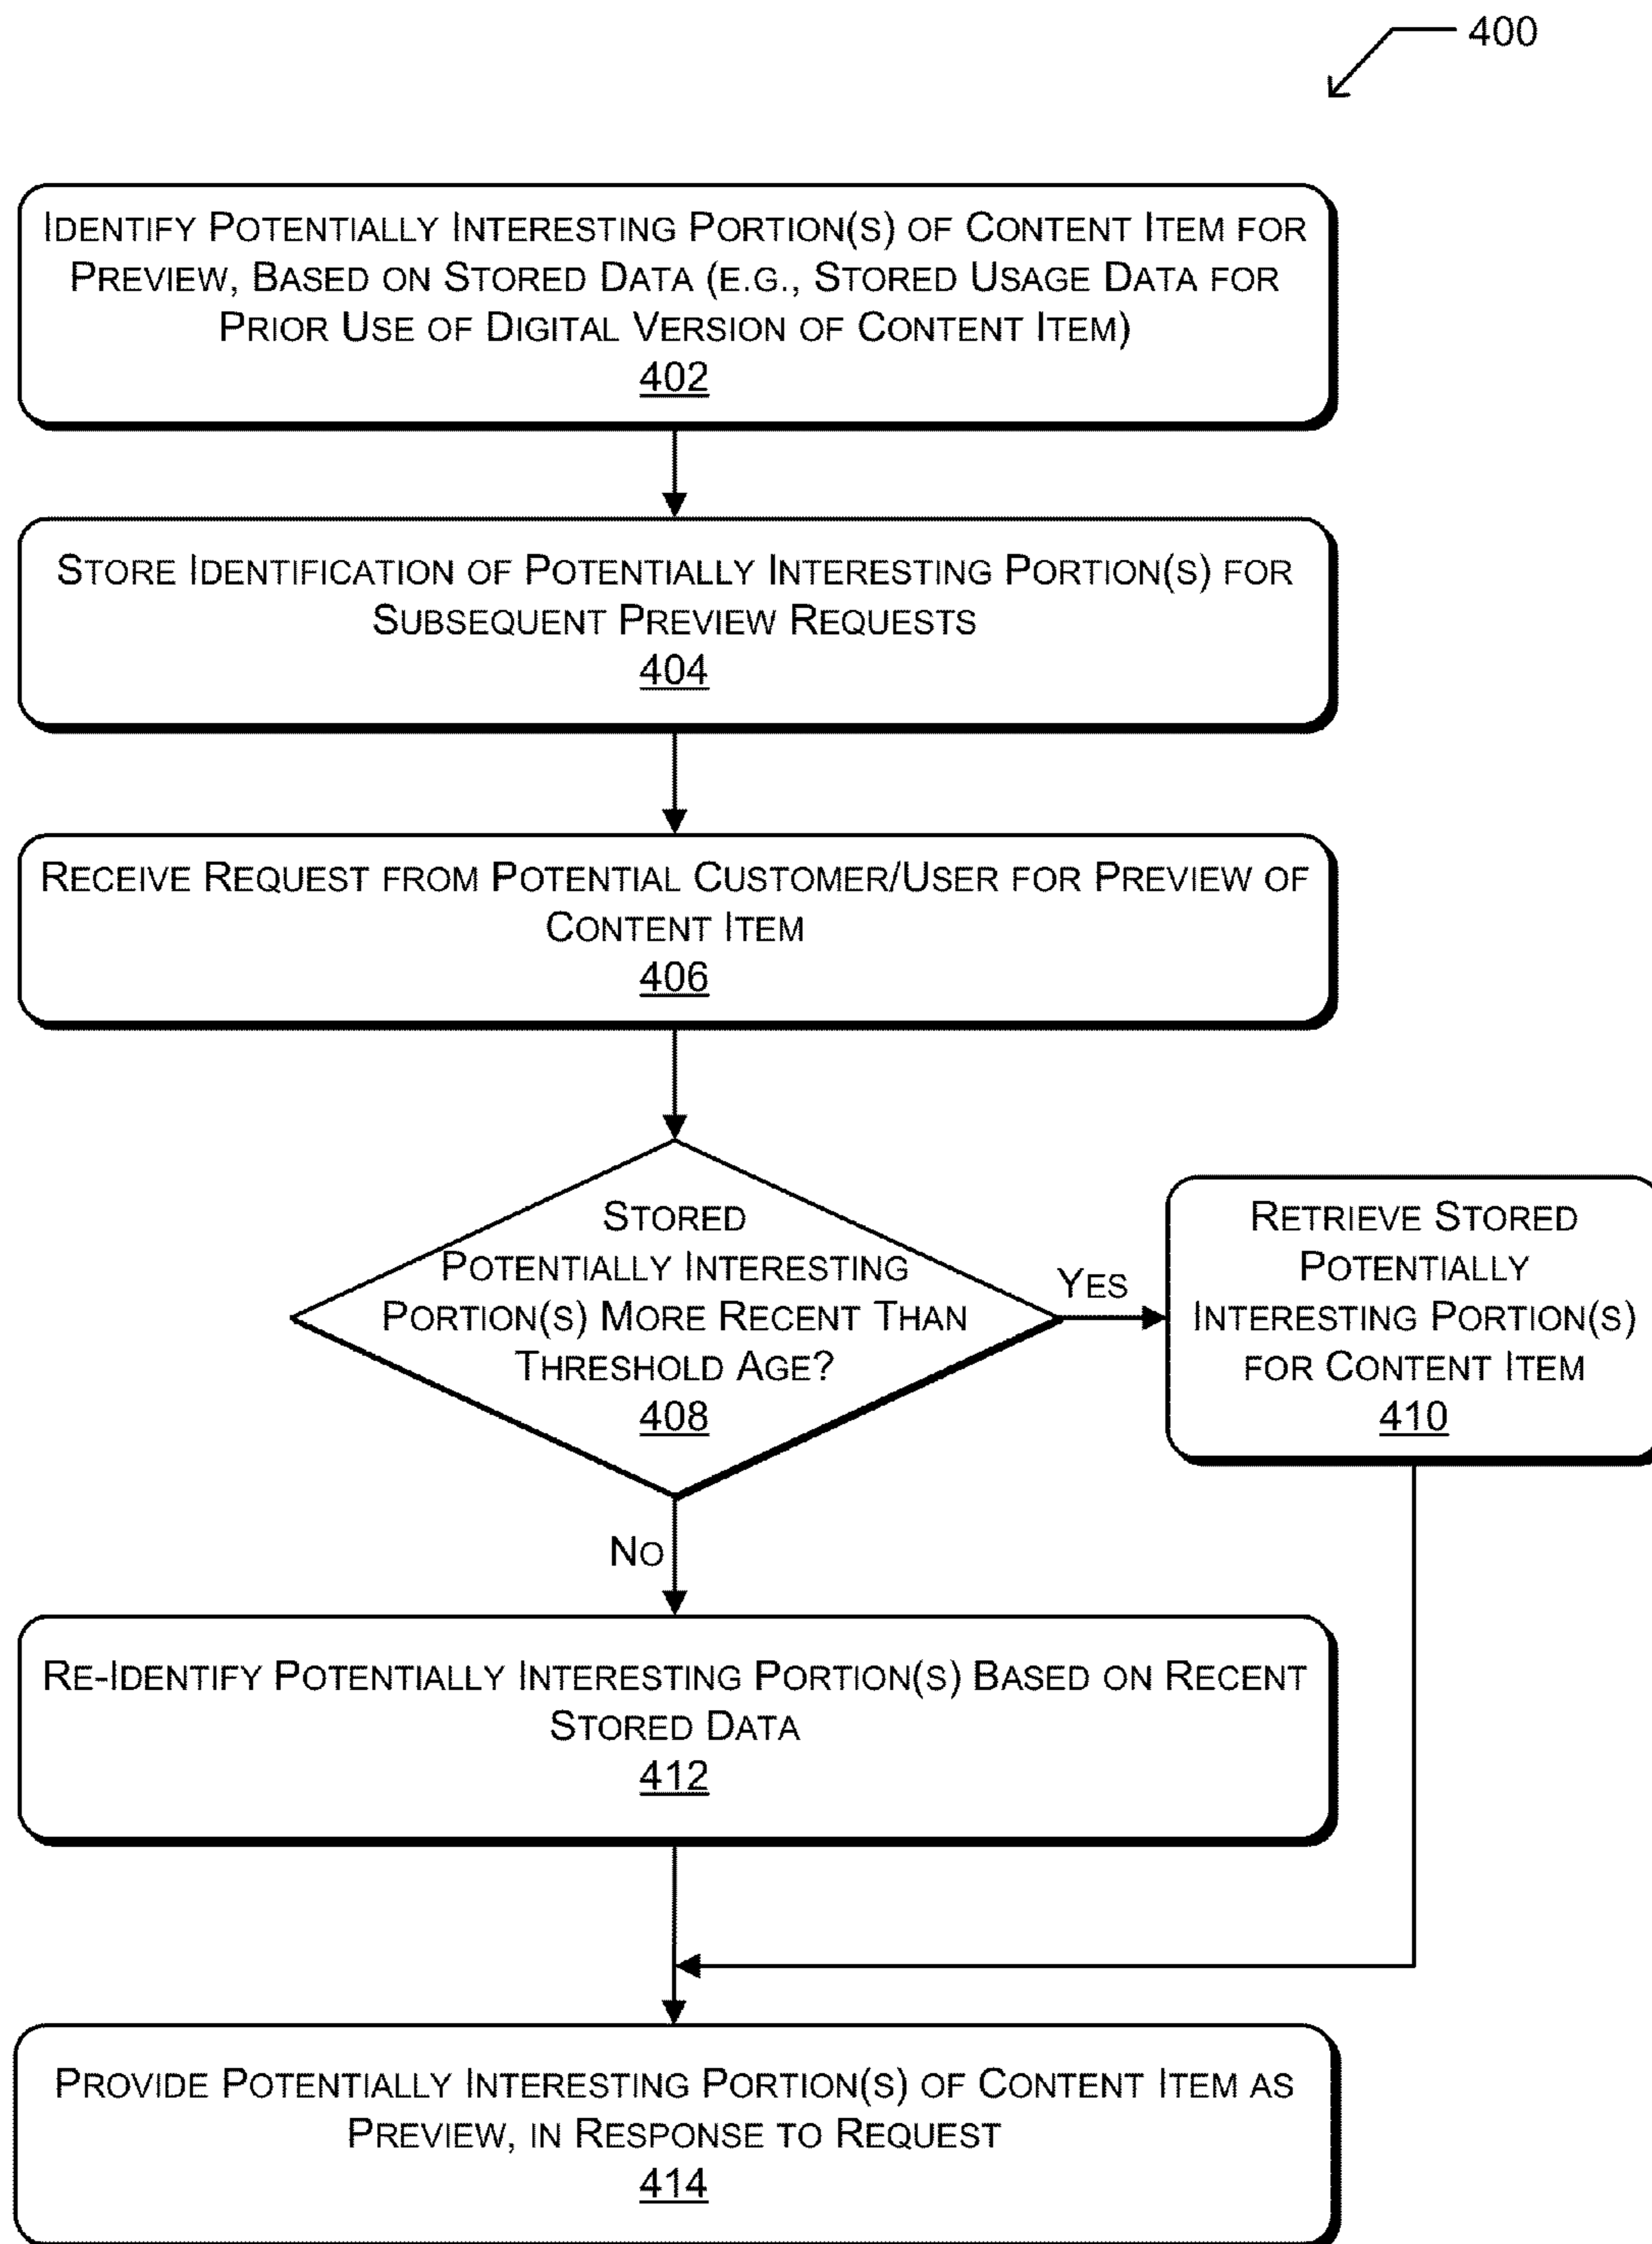 400
IDENTIFY POTENTIALLY INTERESTING PORTION(S) OF CONTENT ITEM FOR
PREVIEW, BASED ON STORED DATA (E.G., STORED USAGE DATA FOR
PRIOR USE OF DIGITAL VERSION OF CONTENT ITEM)
402
STORE IDENTIFICATION OF POTENTIALLY INTERESTING PORTION(S) FOR
SUBSEQUENT PREVIEW REQUESTS
404
RECEIVE REQUEST FROM POTENTIAL CUSTOMER/USER FOR PREVIEW OF
CONTENT ITEM
406
STORED
POTENTIALLY INTERESTING
PORTION(S) MORE RECENT THAN
THRESHOLD AGE?
408
YES
RETRIEVE STORED
POTENTIALLY
INTERESTING PORTION(S)
FOR CONTENT ITEM
410
NO
RE-IDENTIFY POTENTIALLY INTERESTING PORTION(S) BASED ON RECENT
STORED DATA
412
PROVIDE POTENTIALLY INTERESTING PORTION(S) OF CONTENT ITEM AS
PREVIEW, IN RESPONSE TO REQUEST
414